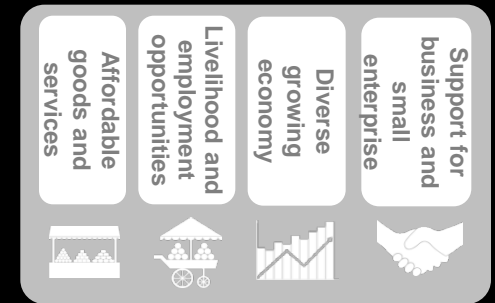 Support for
business and
small
enterprise
Diverse
growing
economy
Livelihood and
employment
opportunities
Affordable
goods and
services